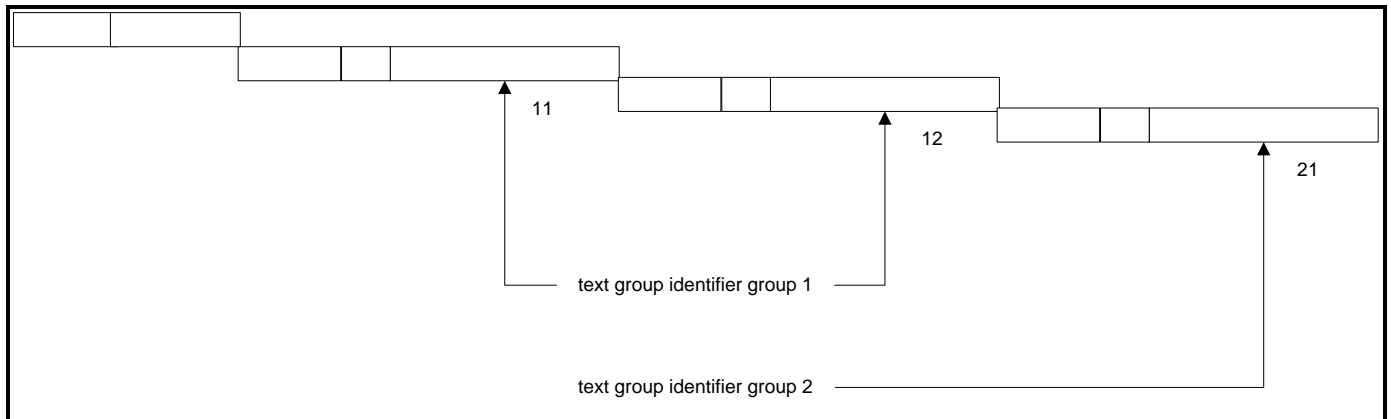 11
12
21
text group identifier group 1
text group identifier group 2